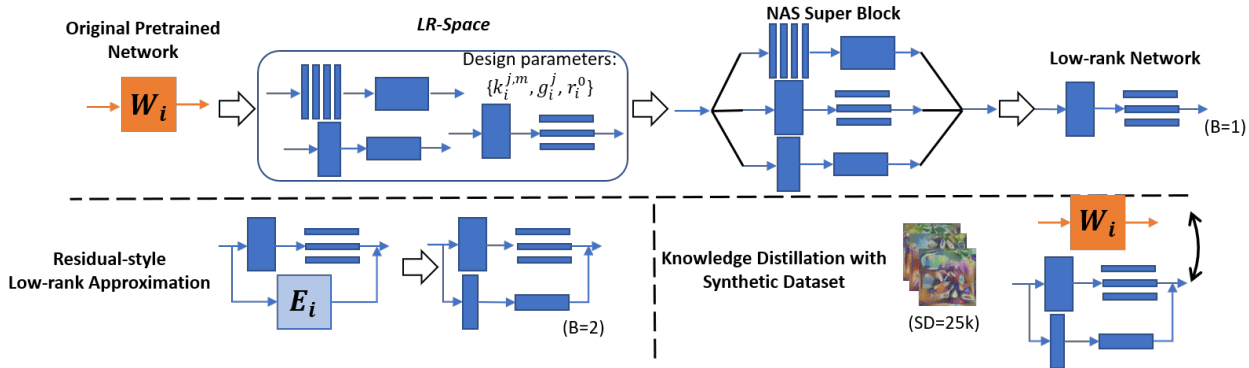 Original Pretrained
Network
W_i
LR-Space
Design parameters:
{k_i^{j,m}, g_i^j, r_i^0}
NAS Super Block
Low-rank Network
(B=1)
Residual-style
Low-rank Approximation
E_i
(B=2)
Knowledge Distillation with
Synthetic Dataset
(SD=25k)
W_i